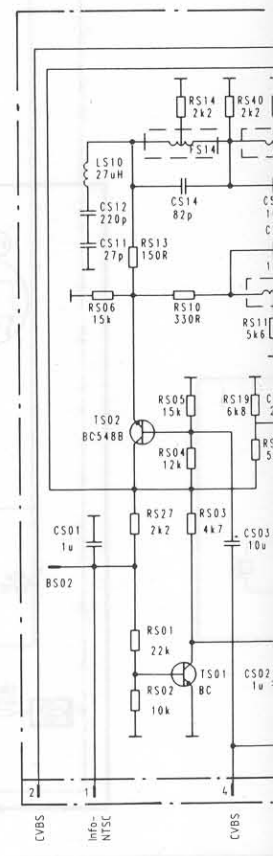 RS14
2k2
RS40
2k2
FS14
LS10
27uH
CS14
82p
CS12
220p
CS11
27p
RS13
150R
RS06
15k
RS10
330R
RS11
5k6
RS05
15k
RS19
6k8
TS02
BC548B
RS04
12k
RS27
2k2
RS03
4k7
CS01
1u
CS03
10u
BS02
RS01
22k
RS02
10k
TS01
BC
CS02
1u
2
1
4
CVBS
Info-
NTSC
CVBS